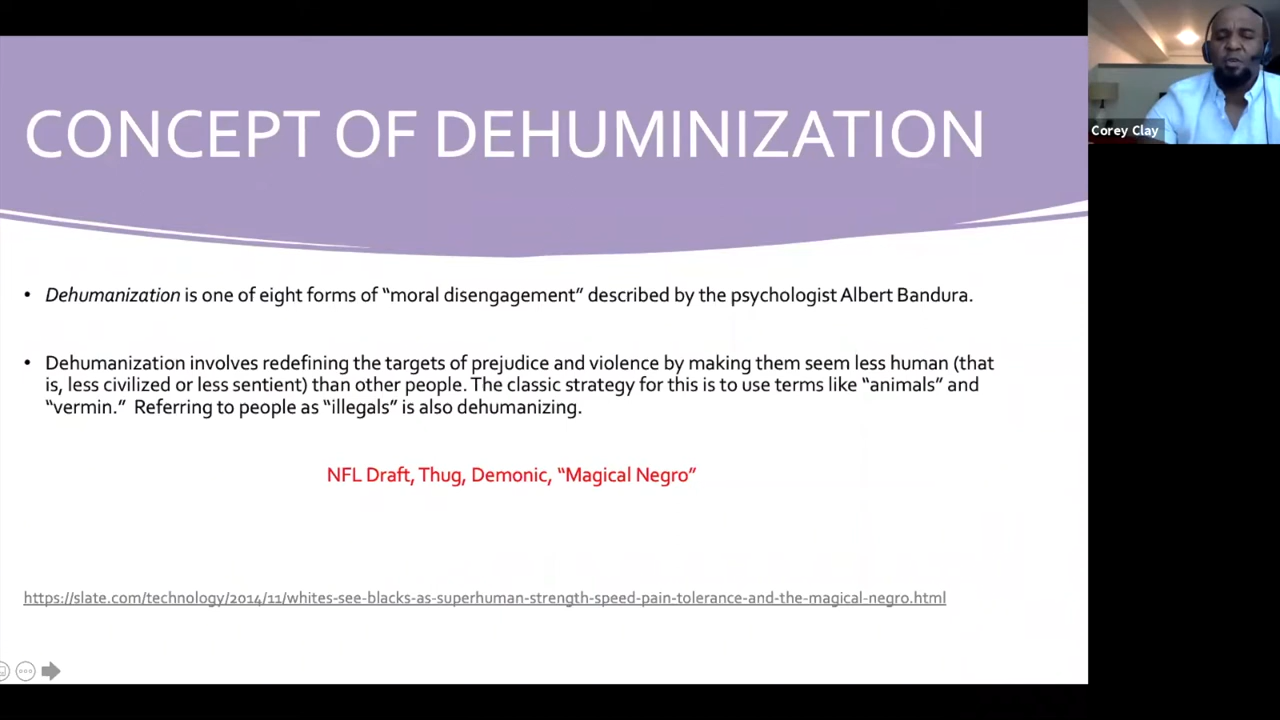 CONCEPT OF DEHUMINIZATION
Corey Clay
• Dehumanization is one of eight forms of “moral disengagement” described by the psychologist Albert Bandura.
• Dehumanization involves redefining the targets of prejudice and violence by making them seem less human (that
is, less civilized or less sentient) than other people. The classic strategy for this is to use terms like “animals” and
“vermin.” Referring to people as “illegals” is also dehumanizing.
NFL Draft, Thug, Demonic, “Magical Negro”
https://slate.com/technology/2014/11/whites-see-blacks-as-superhuman-strength-speed-pain-tolerance-and-the-magical-negro.html